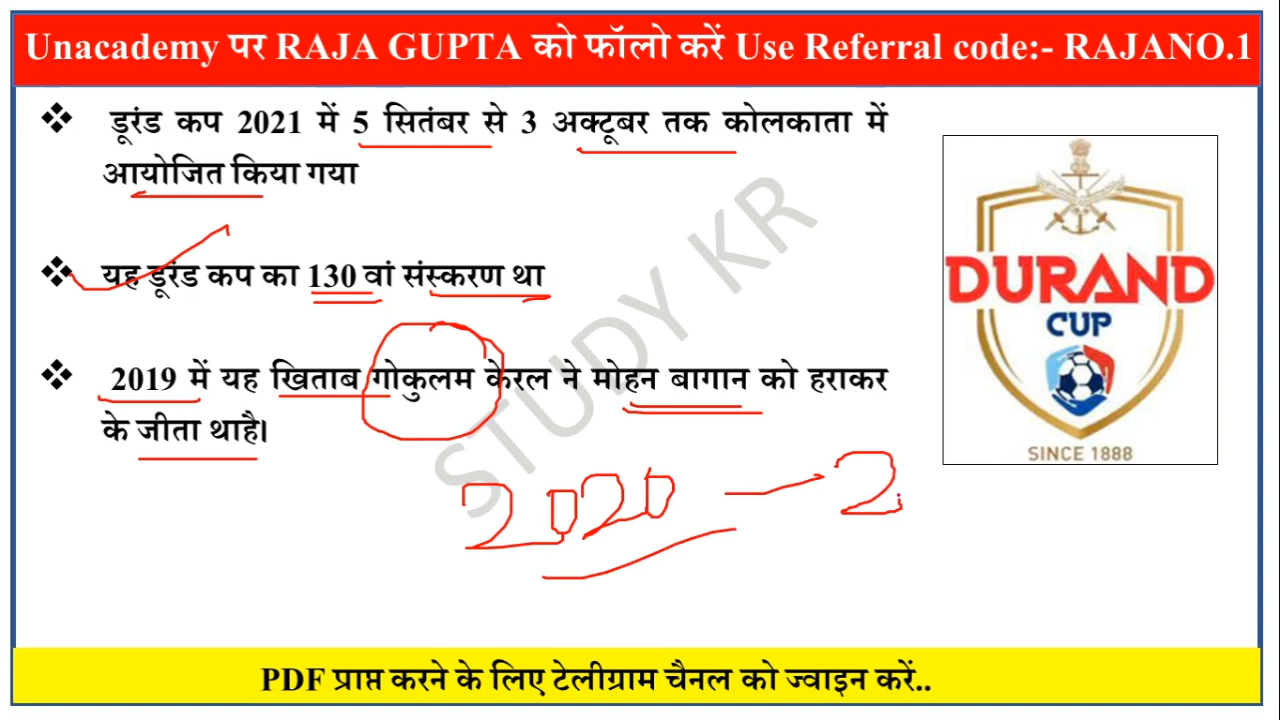 Unacademy पर RAJA GUPTA को फॉलो करें Use Referral code:- RAJANO.1
डूरंड कप 2021 में 5 सितंबर से 3 अक्टूबर तक कोलकाता में
आयोजित किया गया
यह डूरंड कप का 130 वां संस्करण था
2019 में यह खिताब गोकुलम केरल ने मोहन बागान को हराकर
के जीता थाहै।
DURAND
CUP
SINCE 1888
STUDY KR
2020 — 2
PDF प्राप्त करने के लिए टेलीग्राम चैनल को ज्वाइन करें..